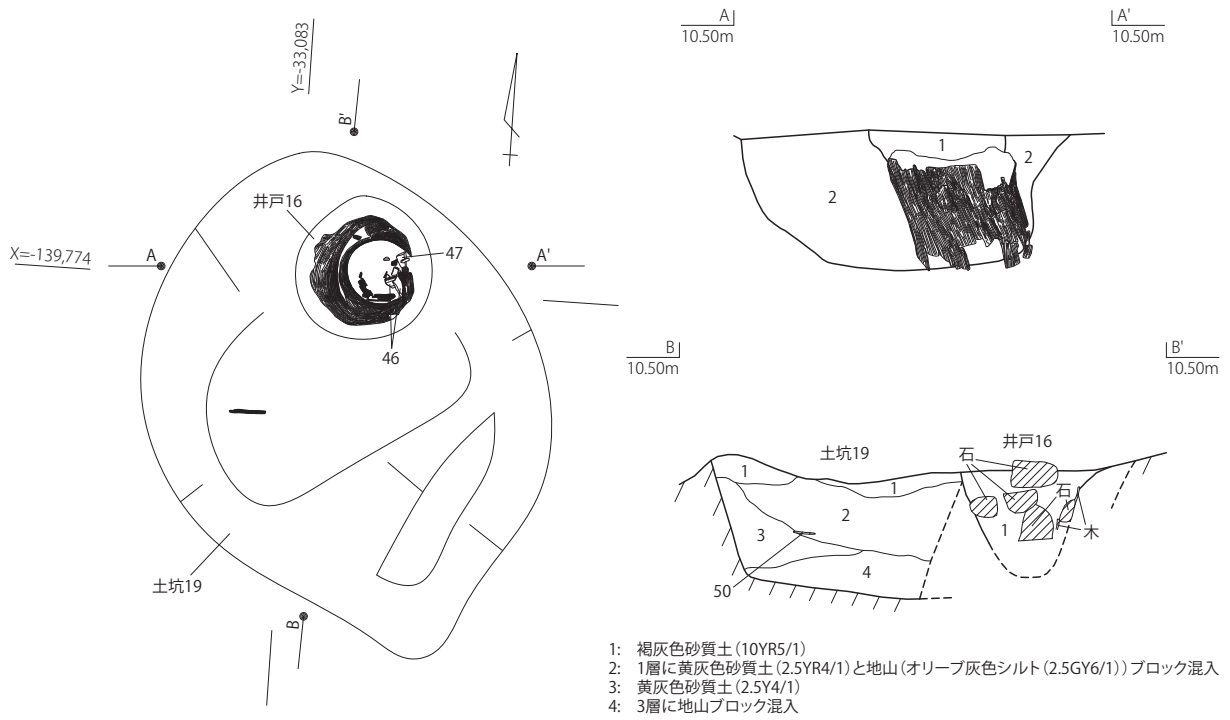 Y=-33,083
B'
井戸16
X=-139,774
A
A'
47
46
土坑19
B
A
10.50m
A'
10.50m
1
2
2
B
10.50m
B'
10.50m
土坑19
井戸16
石
石
木
1
1
2
3
4
1
50
1: 褐灰色砂質土(10YR5/1)
2: 1層に黄灰色砂質土(2.5YR4/1)と地山(オリーブ灰色シルト(2.5GY6/1))ブロック混入
3: 黄灰色砂質土(2.5Y4/1)
4: 3層に地山ブロック混入